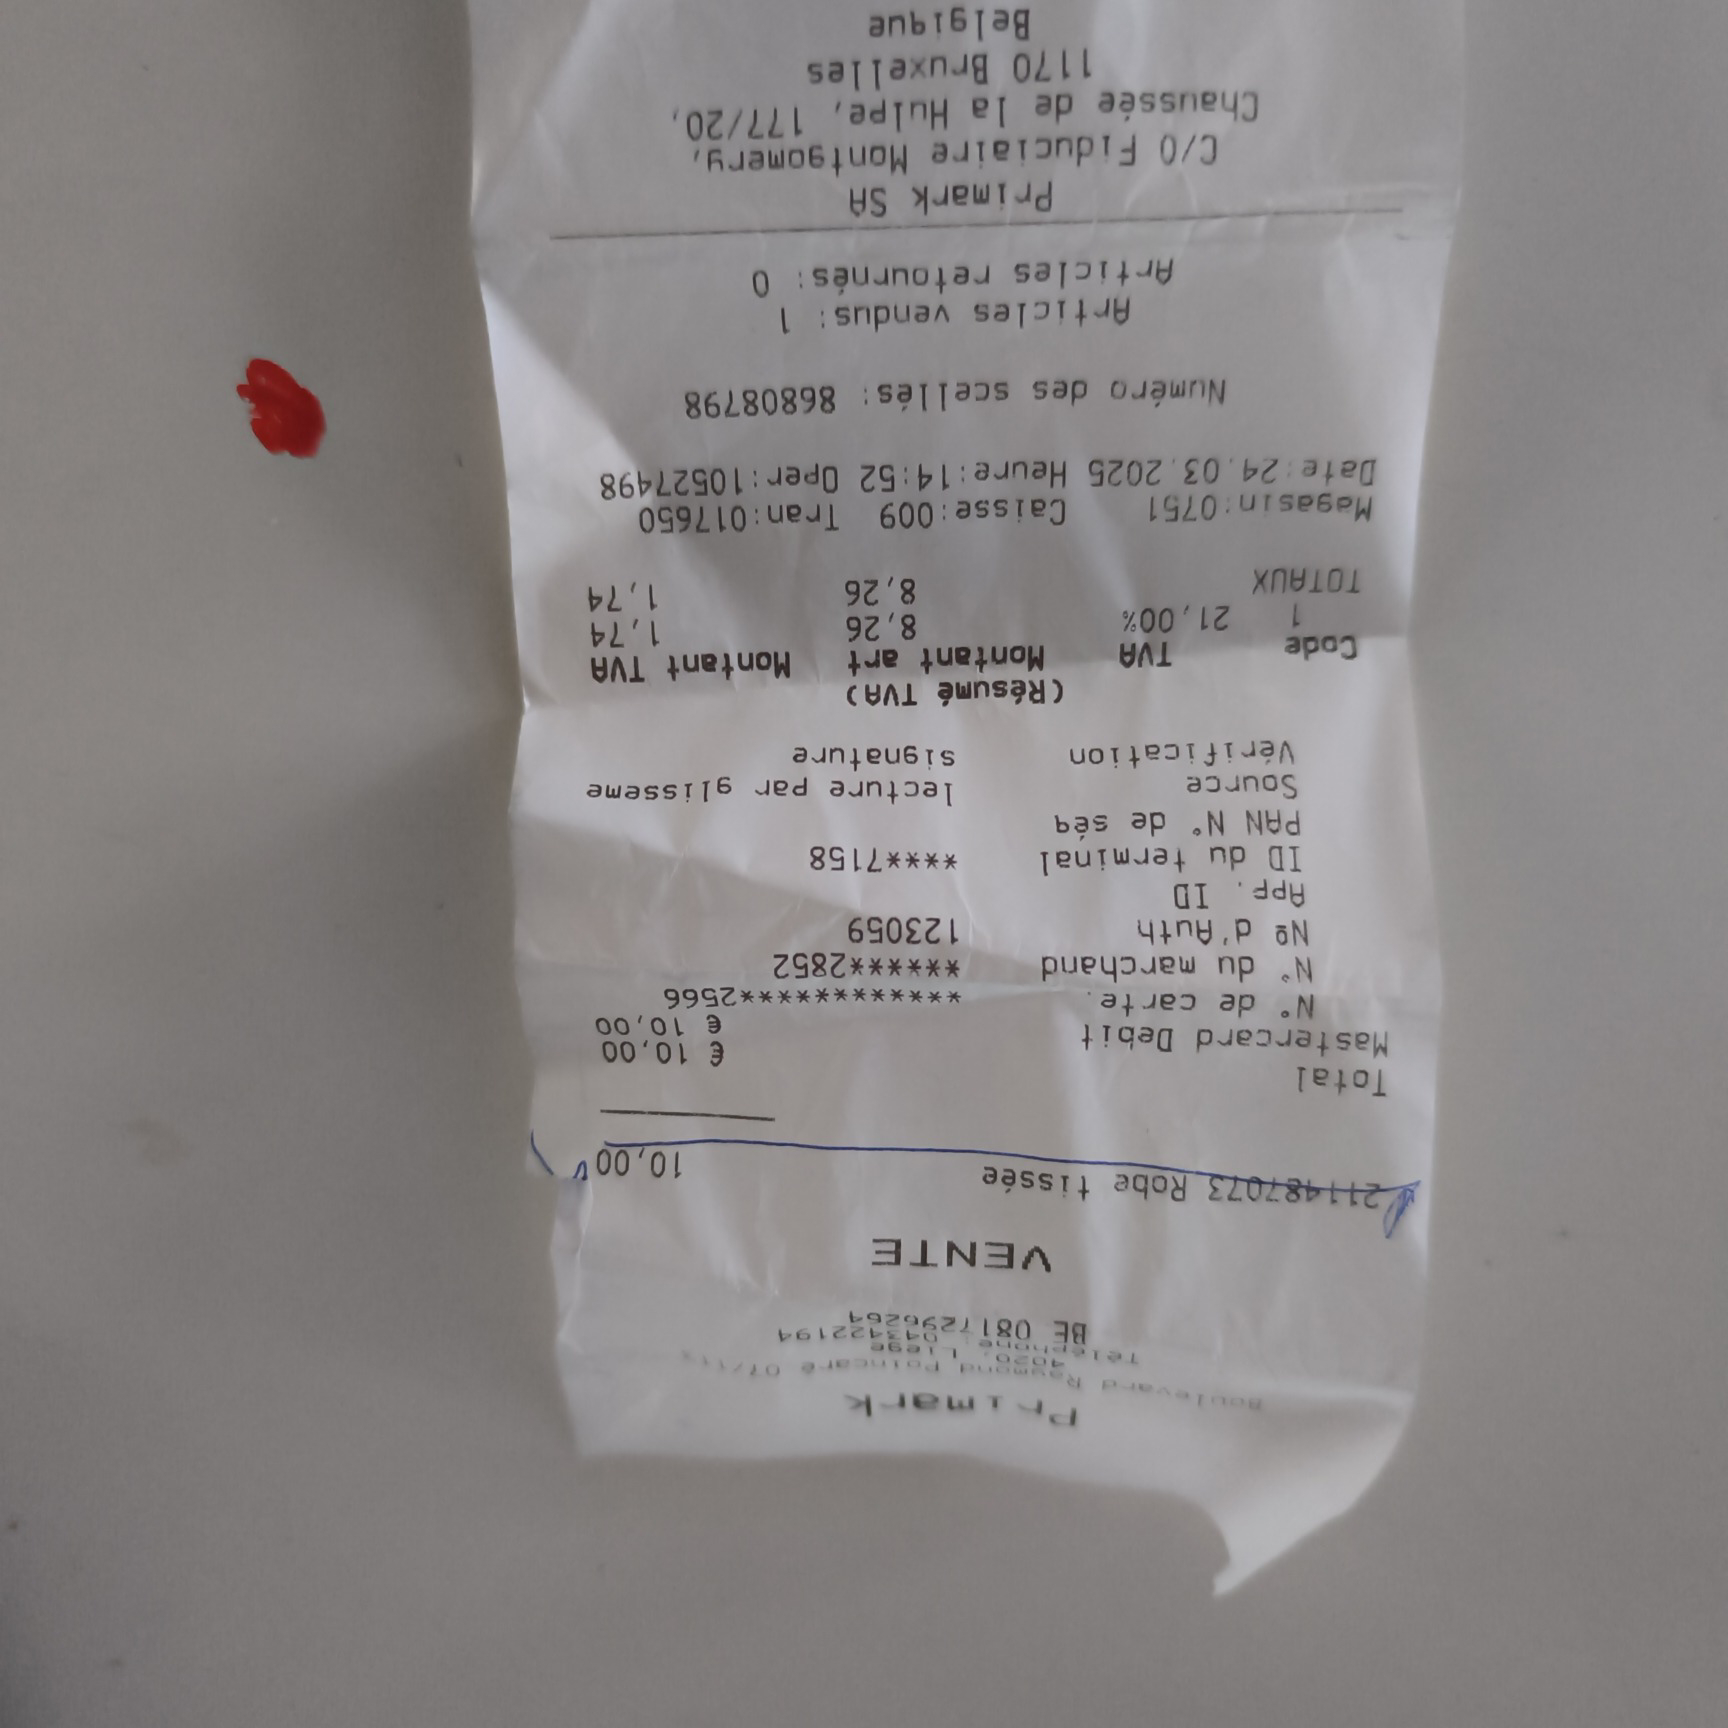 Primark
Boulevard Raymond Poincaré 07/
4020, Liège
Téléphone: 043422194
BE 0817296264
VENTE
211487073 Robe tissée 10,00
Total € 10,00
Mastercard Debit € 10,00
N° de carte. *************2566
N° du marchand ******2852
Nº d'Auth 123059
App. ID
ID du terminal ****7158
PAN N° de séq
Source lecture par glisseme
Vérification signature
(Résumé TVA)
Code TVA Montant art Montant TVA
1 21,00% 8,26 1,74
TOTAUX 8,26 1,74
Magasin:0751 Caisse:009 Tran:017650
Date:24.03.2025 Heure:14:52 Oper:10527498
Numéro des scellés: 86808798
Articles vendus: 1
Articles retournés: 0
Primark SA
C/O Fiduciaire Montgomery,
Chaussée de la Hulpe, 177/20,
1170 Bruxelles
Belgique